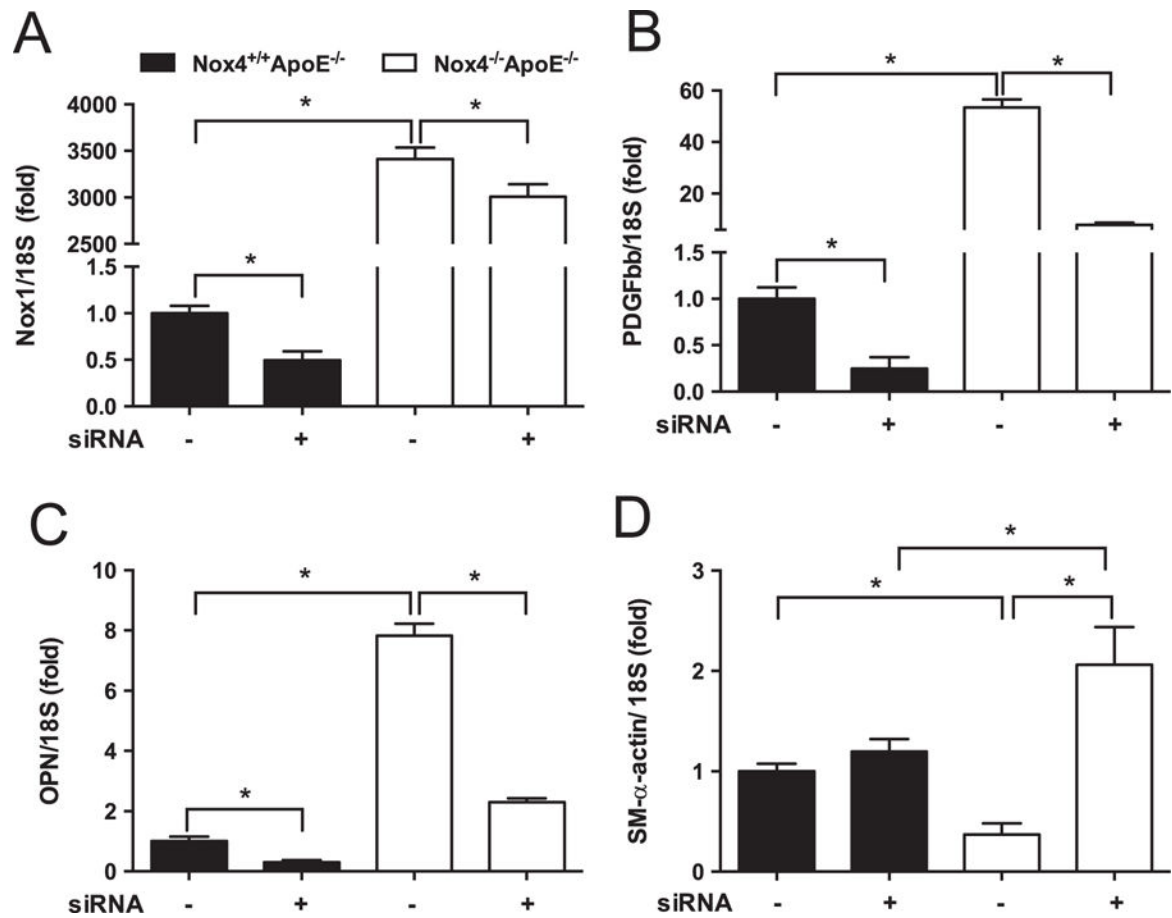 A
Nox4+/+ApoE-/- Nox4-/-ApoE-/-
Nox1/18S (fold)
4000
3500
3000
2500
1.5
1.0
0.5
0.0
* * *
siRNA - + - +
B
PDGFbb/18S (fold)
60
40
20
1.5
1.0
0.5
0.0
* * *
siRNA - + - +
C
OPN/18S (fold)
10
8
6
4
2
0
* * *
siRNA - + - +
D
SM-α-actin/ 18S (fold)
3
2
1
0
*
* *
siRNA - + - +